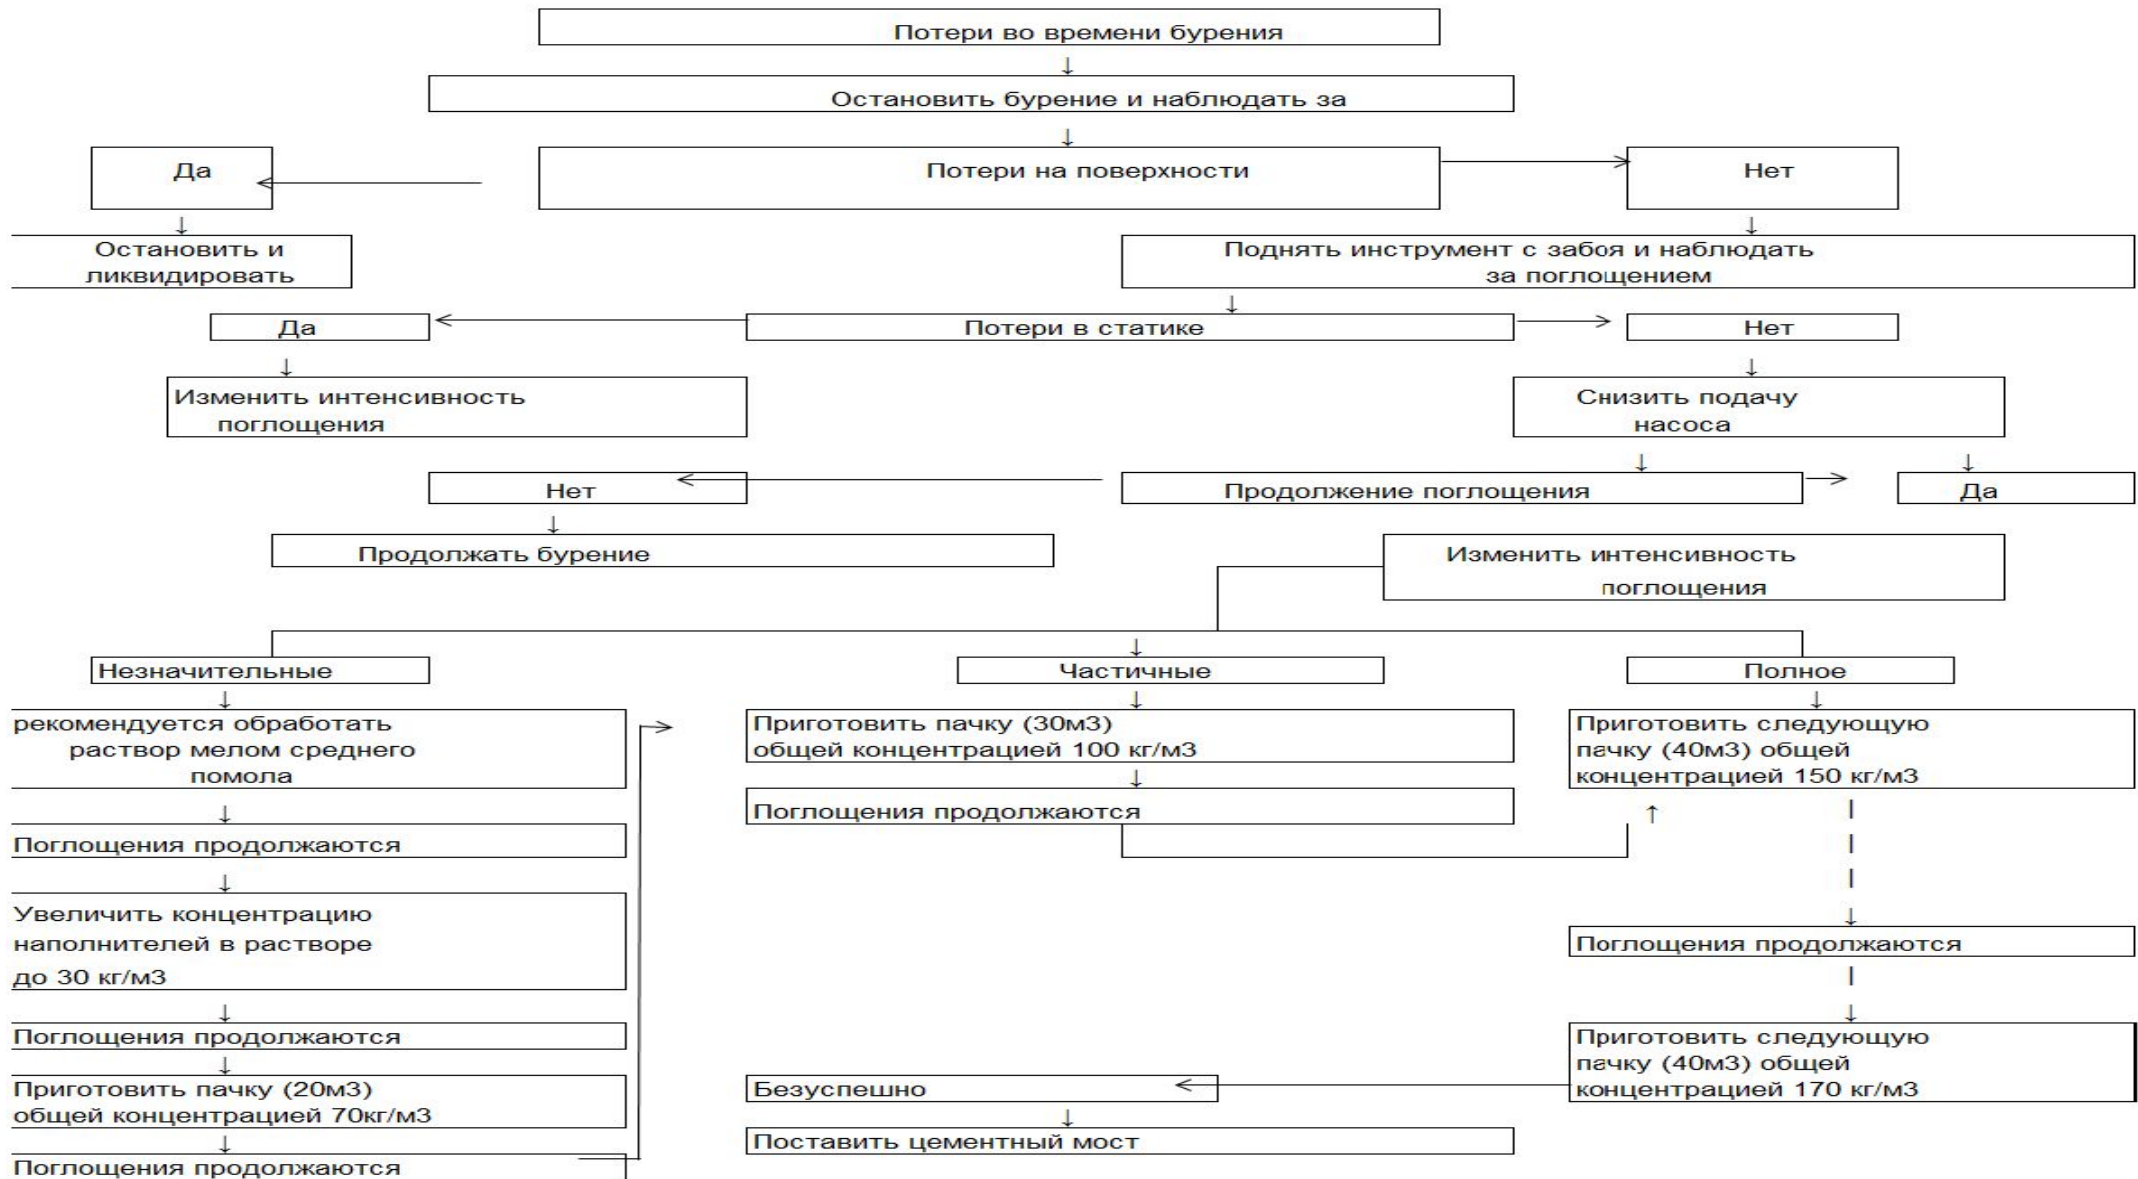 Потери во времени бурения
Остановить бурение и наблюдать за
Да
Потери на поверхности
Нет
Остановить и
ликвидировать
Поднять инструмент с забоя и наблюдать
за поглощением
Да
Потери в статике
Нет
Изменить интенсивность
поглощения
Снизить подачу
насоса
Нет
Продолжение поглощения
Да
Продолжать бурение
Изменить интенсивность
поглощения
Незначительные
Частичные
Полное
рекомендуется обработать
раствор мелом среднего
помола
Поглощения продолжаются
Увеличить концентрацию
наполнителей в растворе
до 30 кг/м3
Поглощения продолжаются
Приготовить пачку (20м3)
общей концентрацией 70кг/м3
Поглощения продолжаются
Приготовить пачку (30м3)
общей концентрацией 100 кг/м3
Поглощения продолжаются
Приготовить следующую
пачку (40м3) общей
концентрацией 150 кг/м3
Поглощения продолжаются
Приготовить следующую
пачку (40м3) общей
концентрацией 170 кг/м3
Безуспешно
Поставить цементный мост